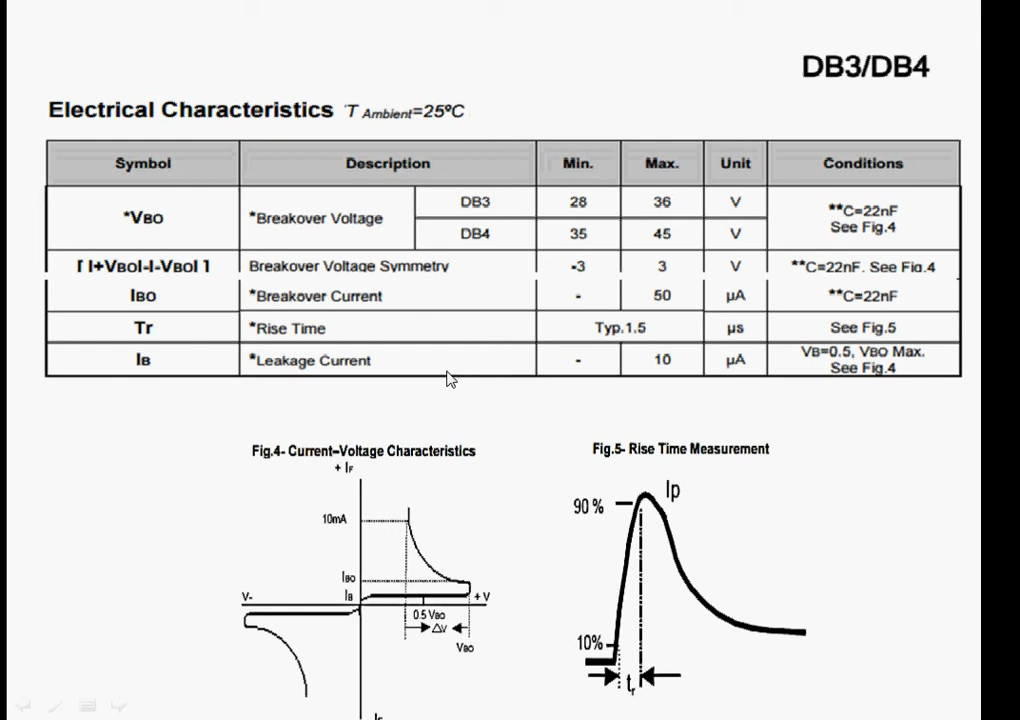 DB3/DB4
Electrical Characteristics T Ambient=25ºC
Symbol Description Min. Max. Unit Conditions
*VBO *Breakover Voltage DB3 28 36 V **C=22nF See Fig.4
DB4 35 45 V
[ I+VBOI-I-VBOI ] Breakover Voltage Symmetry -3 3 V **C=22nF. See Fig.4
IBO *Breakover Current - 50 µA **C=22nF
Tr *Rise Time Typ.1.5 µs See Fig.5
IB *Leakage Current - 10 µA VB=0.5, VBO Max. See Fig.4
Fig.4- Current–Voltage Characteristics
+ IF
10mA
IBO
IB
V-
+ V
0.5 VBO
ΔV
VBO
Fig.5- Rise Time Measurement
Ip
90 %
10%
tr